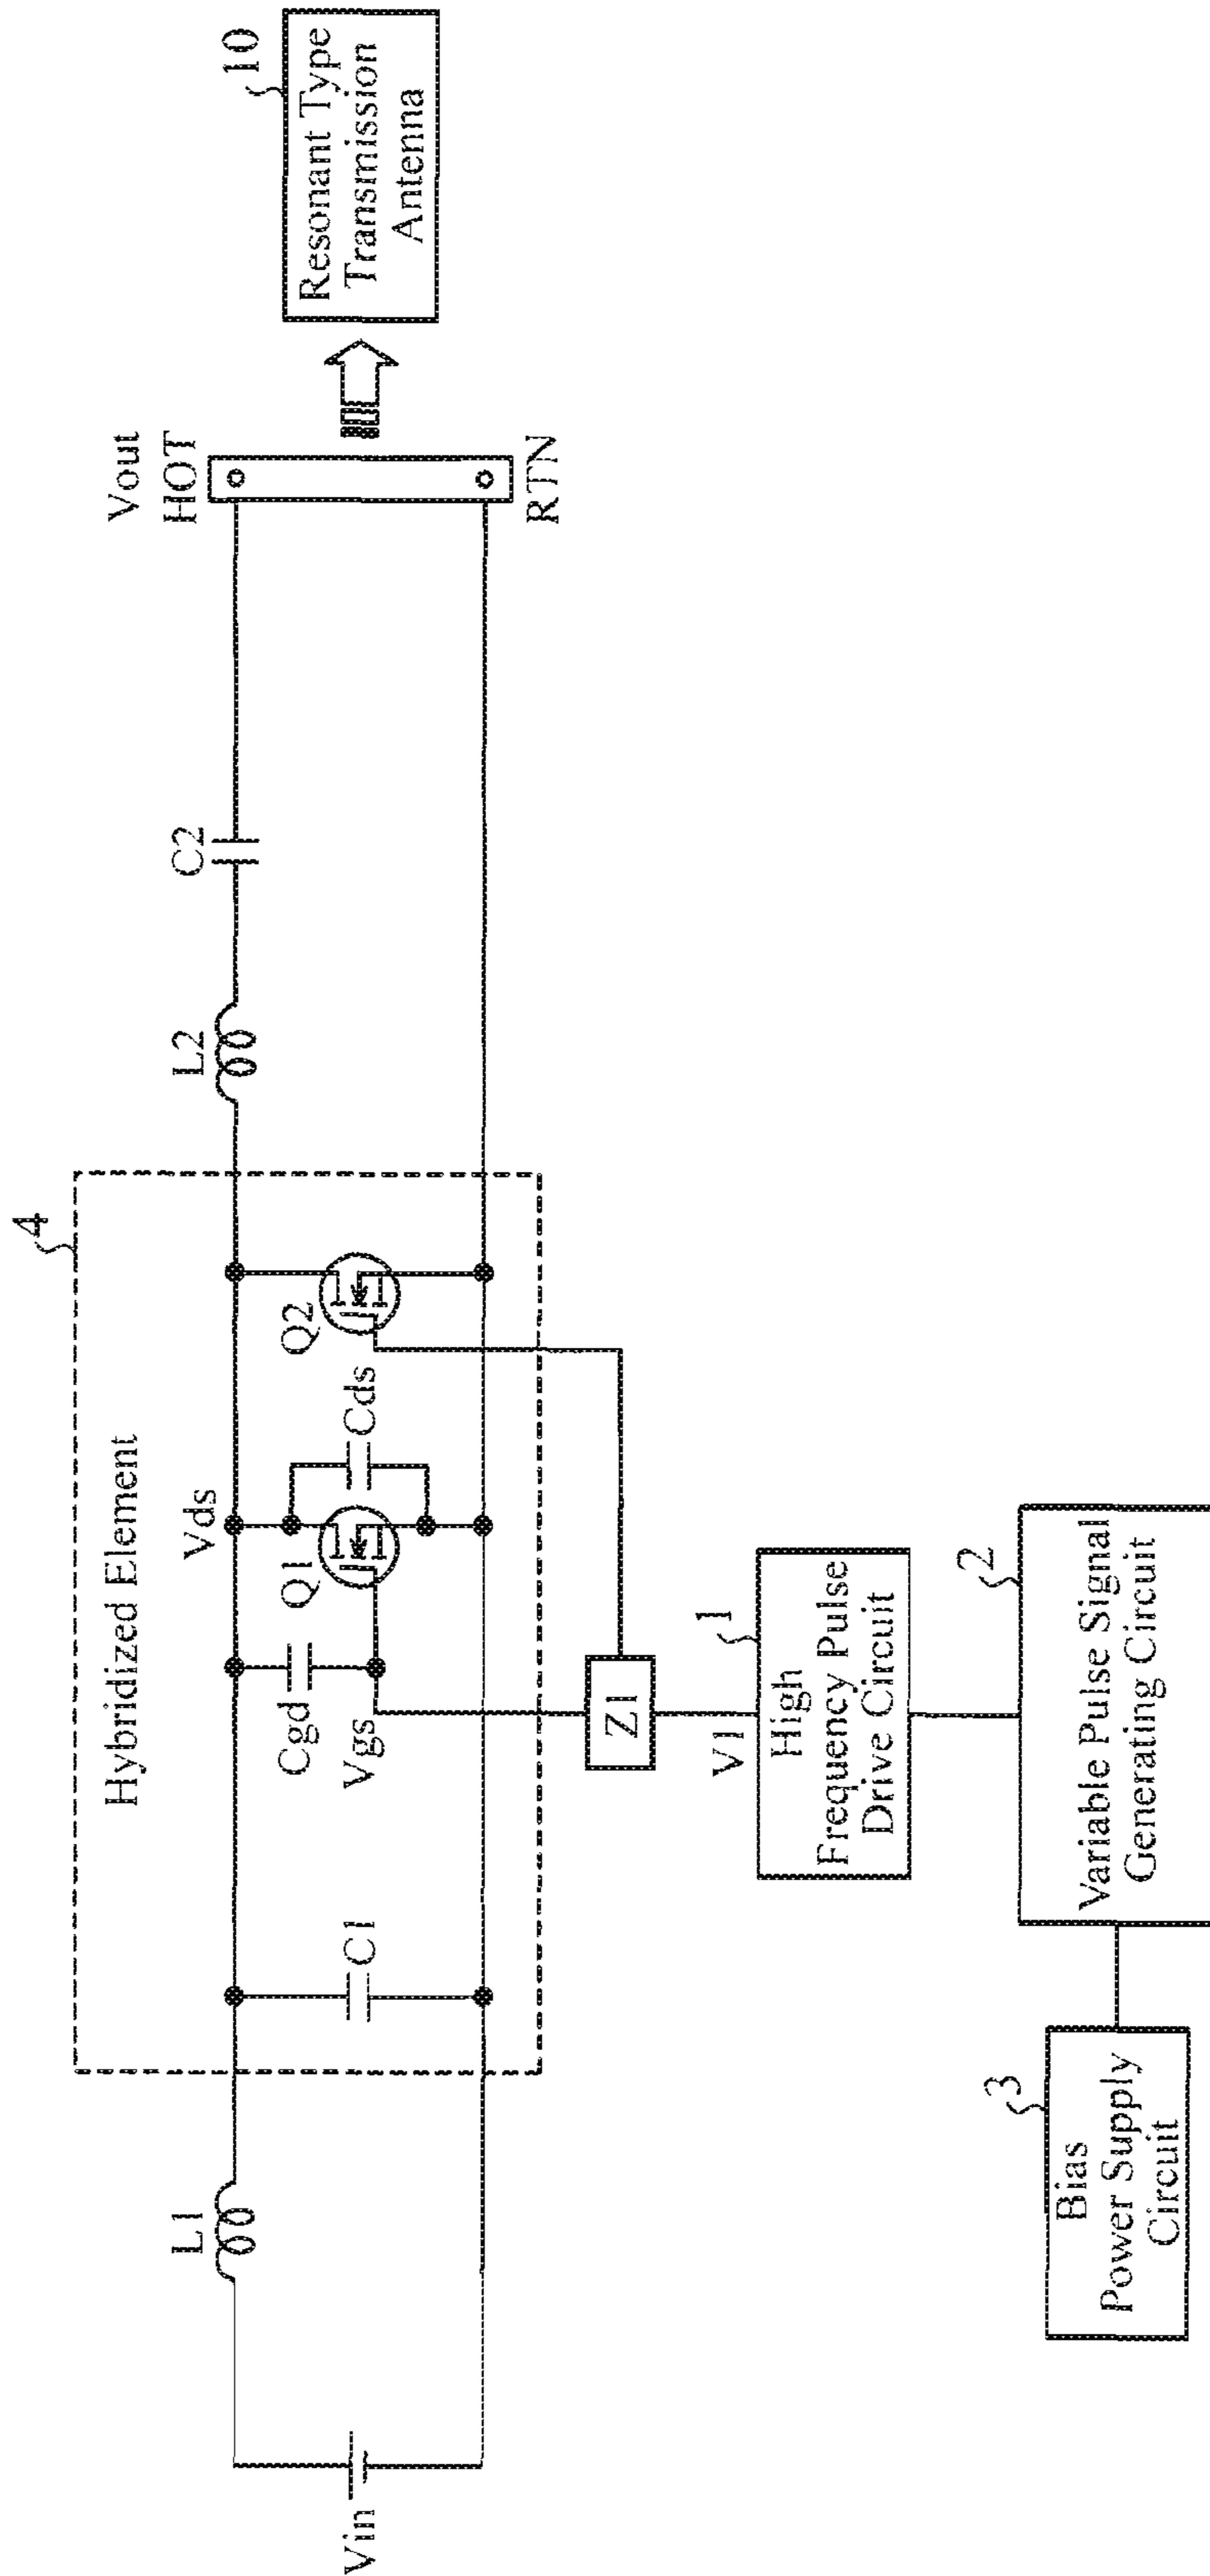 4
Hybridized Element
Vin
L1
C1
Cgd
Vgs
Vds
Q1
Cds
Q2
L2
C2
Vout
HOT
RTN
10
Resonant Type
Transmission
Antenna
Z1
V1
1
High
Frequency Pulse
Drive Circuit
3
Bias
Power Supply
Circuit
2
Variable Pulse Signal
Generating Circuit